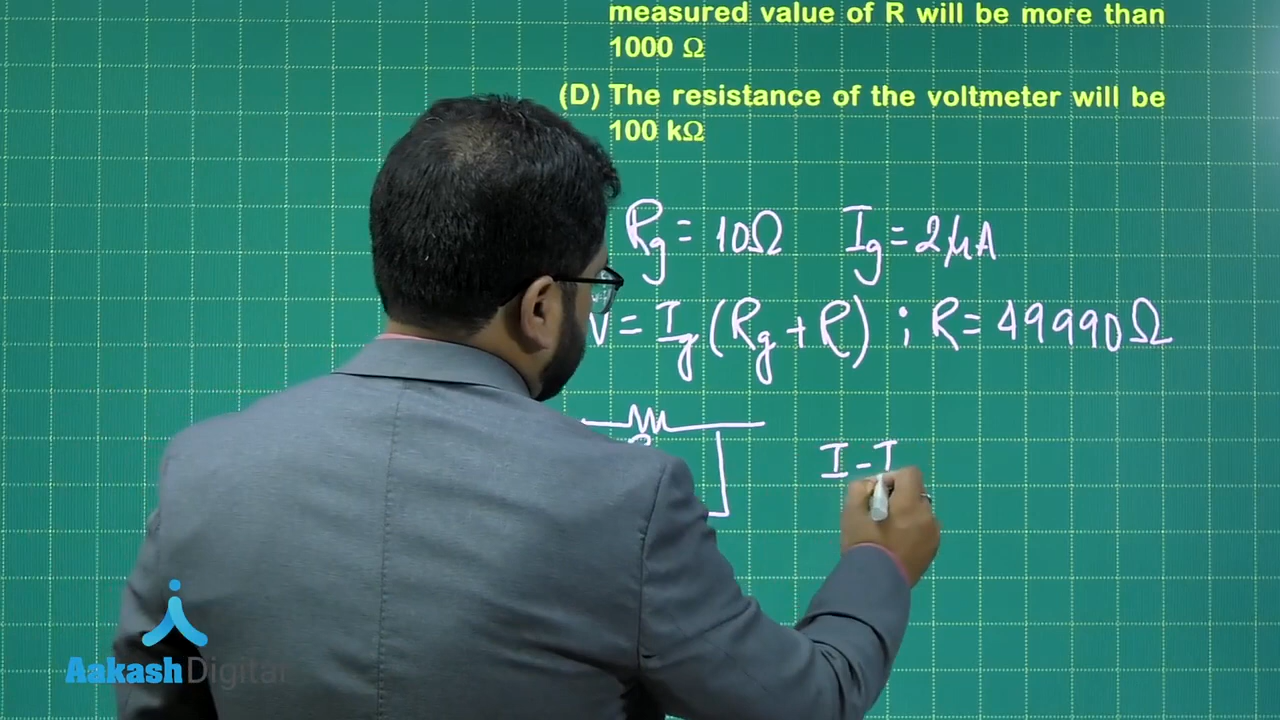 measured value of R will be more than
1000 Ω
(D) The resistance of the voltmeter will be
100 kΩ
Rg = 10Ω Ig = 2μA
V = Ig (Rg + R) ; R = 49990Ω
I - I
Aakash Digital